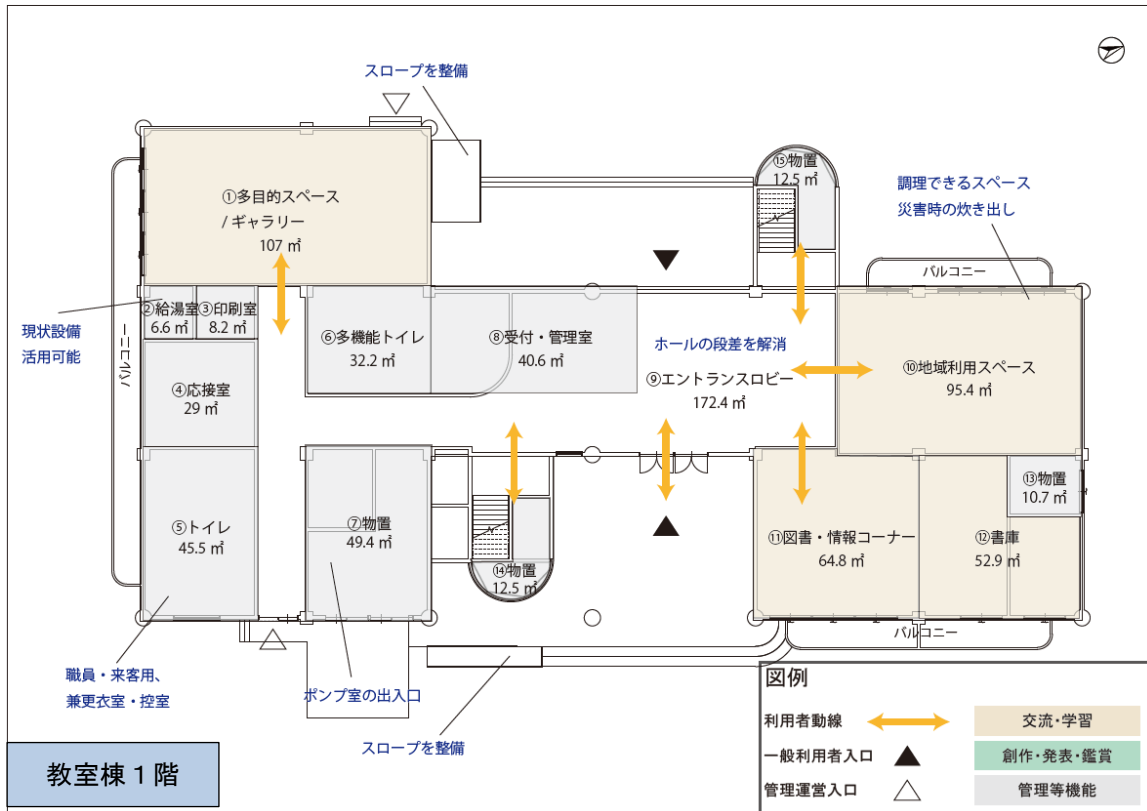 スロープを整備
①多目的スペース
/ ギャラリー
107 ㎡
⑮物置
12.5 ㎡
調理できるスペース
災害時の炊き出し
バルコニー
バルコニー
②給湯室
6.6 ㎡
③印刷室
8.2 ㎡
現状設備
活用可能
⑥多機能トイレ
32.2 ㎡
⑧受付・管理室
40.6 ㎡
ホールの段差を解消
⑨エントランスロビー
172.4 ㎡
⑩地域利用スペース
95.4 ㎡
④応接室
29 ㎡
⑤トイレ
45.5 ㎡
⑦物置
49.4 ㎡
⑭物置
12.5 ㎡
⑪図書・情報コーナー
64.8 ㎡
⑫書庫
52.9 ㎡
⑬物置
10.7 ㎡
バルコニー
職員・来客用、
兼更衣室・控室
ポンプ室の出入口
スロープを整備
教室棟１階
図例
利用者動線
交流・学習
一般利用者入口
創作・発表・鑑賞
管理運営入口
管理等機能